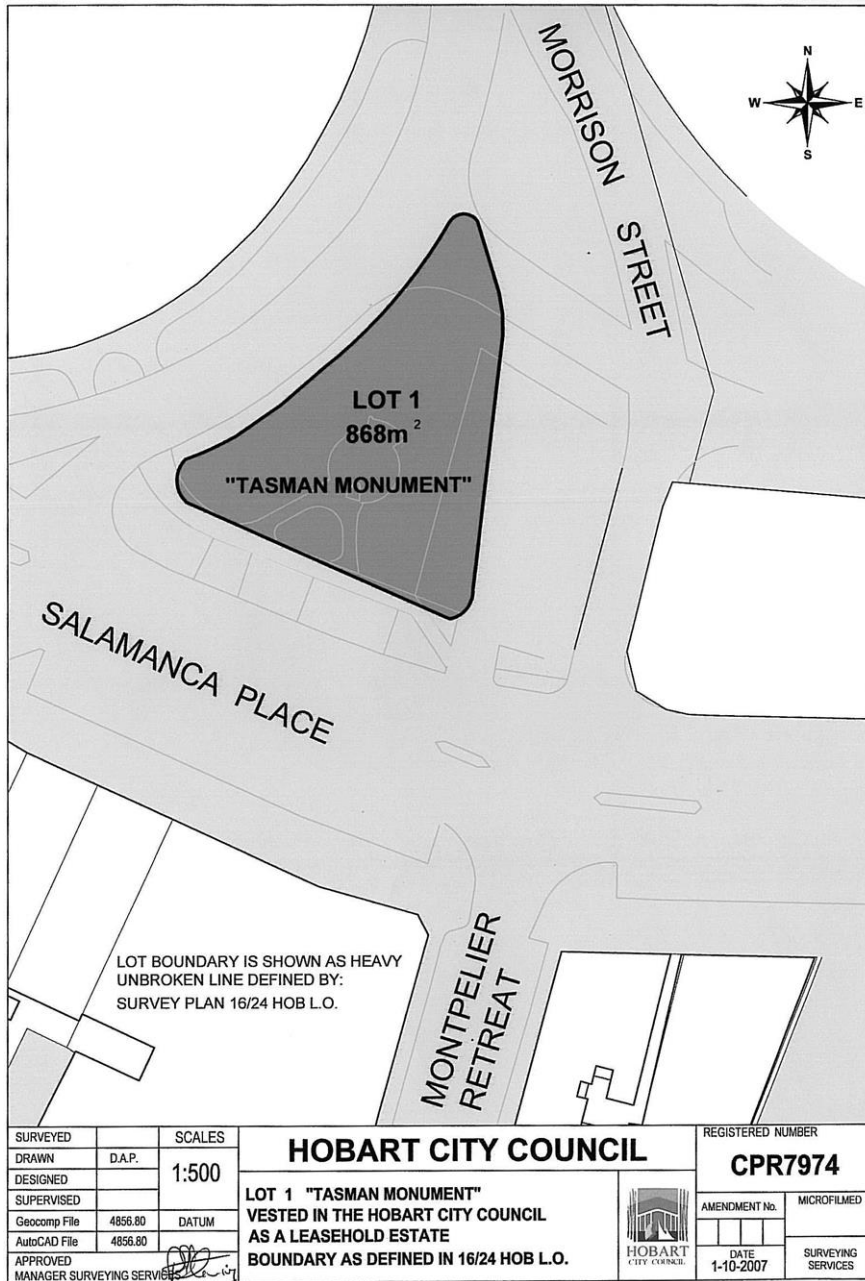 MORRISON STREET
N
W E
S
LOT 1
868m²
"TASMAN MONUMENT"
SALAMANCA PLACE
LOT BOUNDARY IS SHOWN AS HEAVY
UNBROKEN LINE DEFINED BY:
SURVEY PLAN 16/24 HOB L.O.
MONTPELIER
RETREAT
SURVEYED
DRAWN D.A.P.
DESIGNED
SUPERVISED
Geocomp File 4856.80
AutoCAD File 4856.80
APPROVED
MANAGER SURVEYING SERVICES
SCALES
1:500
DATUM
HOBART CITY COUNCIL
LOT 1 "TASMAN MONUMENT"
VESTED IN THE HOBART CITY COUNCIL
AS A LEASEHOLD ESTATE
BOUNDARY AS DEFINED IN 16/24 HOB L.O.
HOBART
CITY COUNCIL
REGISTERED NUMBER
CPR7974
AMENDMENT No.
MICROFILMED
DATE
1-10-2007
SURVEYING
SERVICES